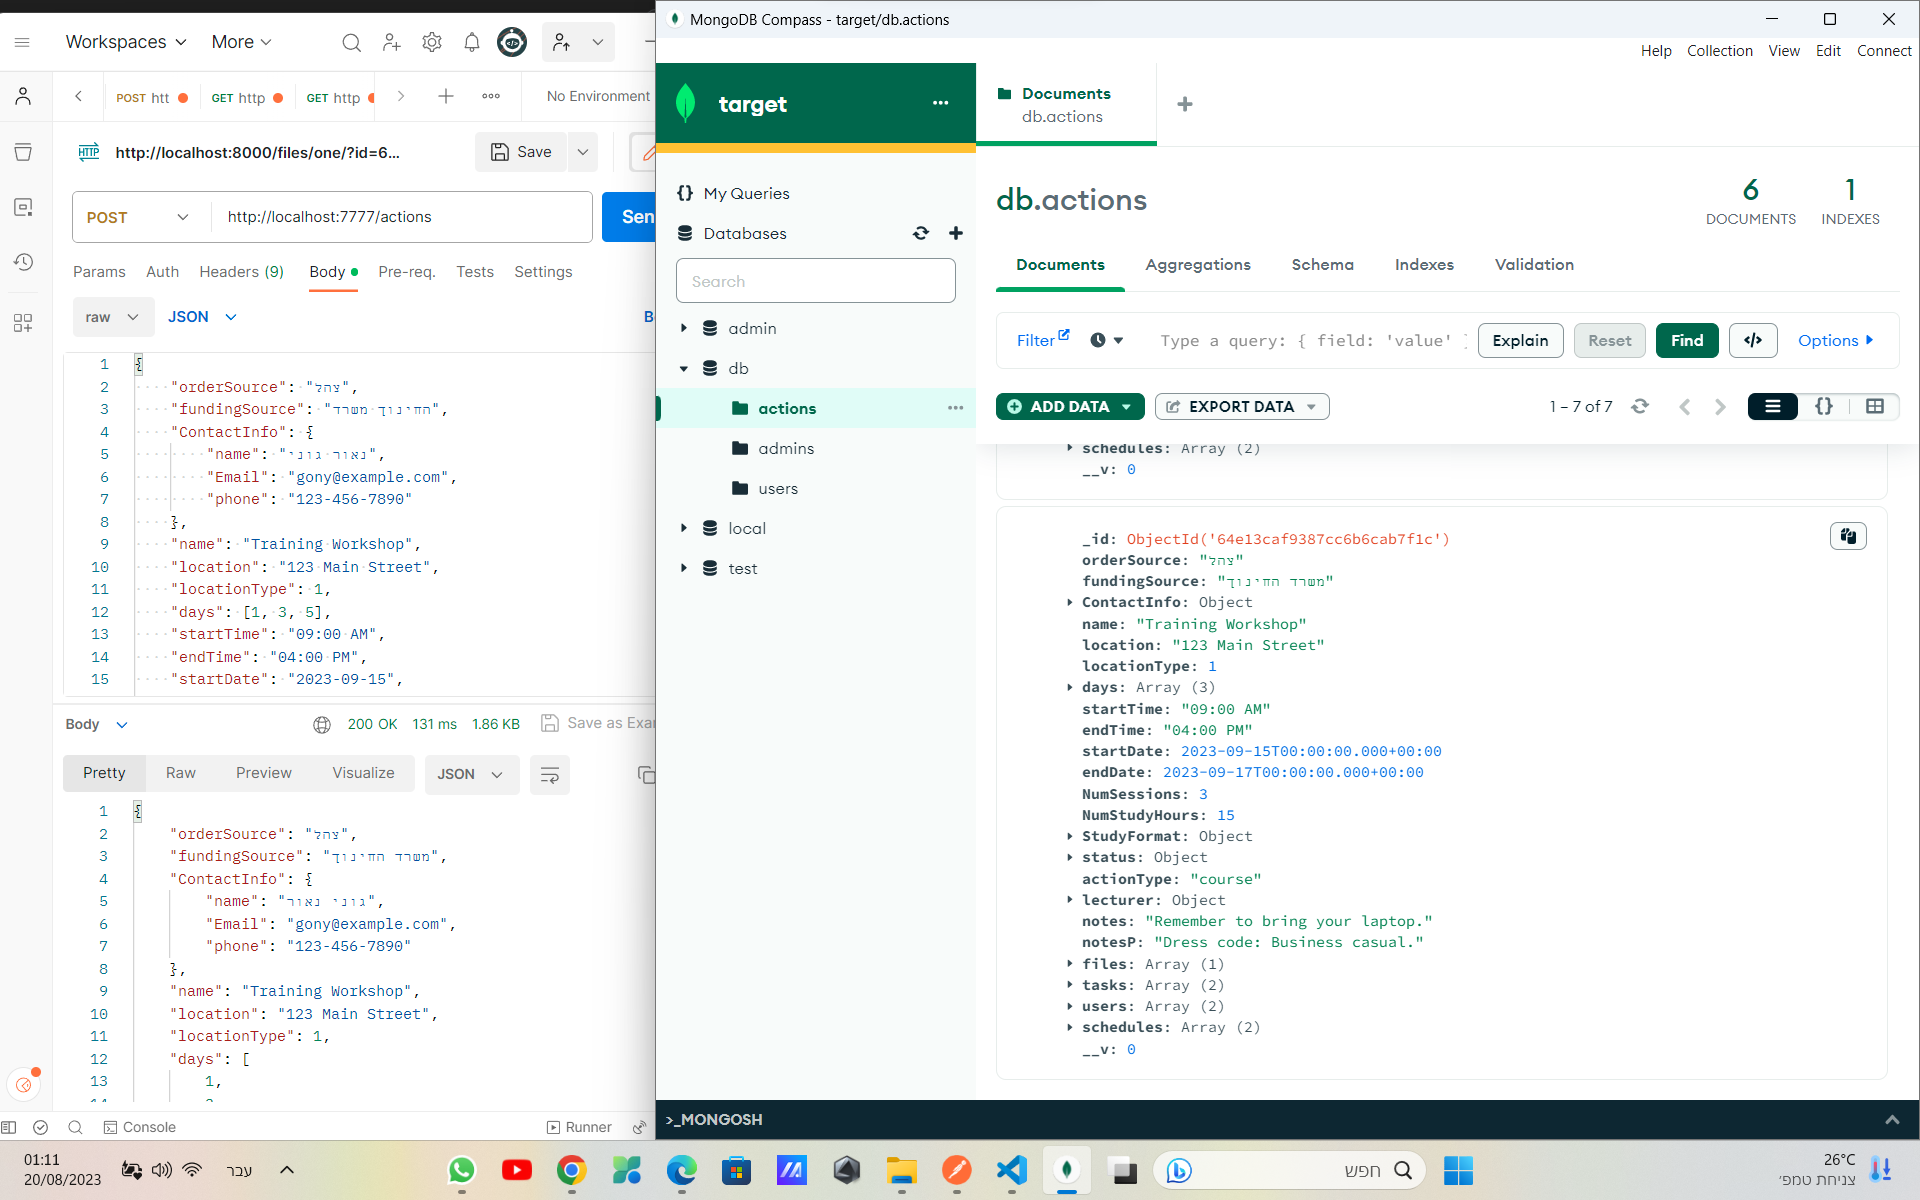 Workspaces
More
POST htt
GET http
GET http
No Environment
HTTP
http://localhost:8000/files/one/?id=6...
Save
POST
http://localhost:7777/actions
Sen
Params
Auth
Headers (9)
Body
Pre-req.
Tests
Settings
raw
JSON
B
1 {
2 "orderSource": "צהל",
3 "fundingSource": "החינוך משרד",
4 "ContactInfo": {
5 "name": "נאור גוני",
6 "Email": "gony@example.com",
7 "phone": "123-456-7890"
8 },
9 "name": "Training Workshop",
10 "location": "123 Main Street",
11 "locationType": 1,
12 "days": [1, 3, 5],
13 "startTime": "09:00 AM",
14 "endTime": "04:00 PM",
15 "startDate": "2023-09-15",
Body
200 OK
131 ms
1.86 KB
Save as Exam
Pretty
Raw
Preview
Visualize
JSON
1 {
2 "orderSource": "צהל",
3 "fundingSource": "משרד החינוך",
4 "ContactInfo": {
5 "name": "גוני נאור",
6 "Email": "gony@example.com",
7 "phone": "123-456-7890"
8 },
9 "name": "Training Workshop",
10 "location": "123 Main Street",
11 "locationType": 1,
12 "days": [
13 1,
Console
Runner
MongoDB Compass - target/db.actions
Help
Collection
View
Edit
Connect
target
Documents
db.actions
My Queries
Databases
Search
admin
db
actions
admins
users
local
test
db.actions
6
DOCUMENTS
1
INDEXES
Documents
Aggregations
Schema
Indexes
Validation
Filter
Type a query: { field: 'value' }
Explain
Reset
Find
</>
Options
ADD DATA
EXPORT DATA
1 – 7 of 7
{}
schedules: Array (2)
__v: 0
_id: ObjectId('64e13caf9387cc6b6cab7f1c')
orderSource: "צהל"
fundingSource: "משרד החינוך"
ContactInfo: Object
name: "Training Workshop"
location: "123 Main Street"
locationType: 1
days: Array (3)
startTime: "09:00 AM"
endTime: "04:00 PM"
startDate: 2023-09-15T00:00:00.000+00:00
endDate: 2023-09-17T00:00:00.000+00:00
NumSessions: 3
NumStudyHours: 15
StudyFormat: Object
status: Object
actionType: "course"
lecturer: Object
notes: "Remember to bring your laptop."
notesP: "Dress code: Business casual."
files: Array (1)
tasks: Array (2)
users: Array (2)
schedules: Array (2)
__v: 0
>_MONGOSH
01:11
20/08/2023
עבר
חפש
26°C
צניחת טמפ'